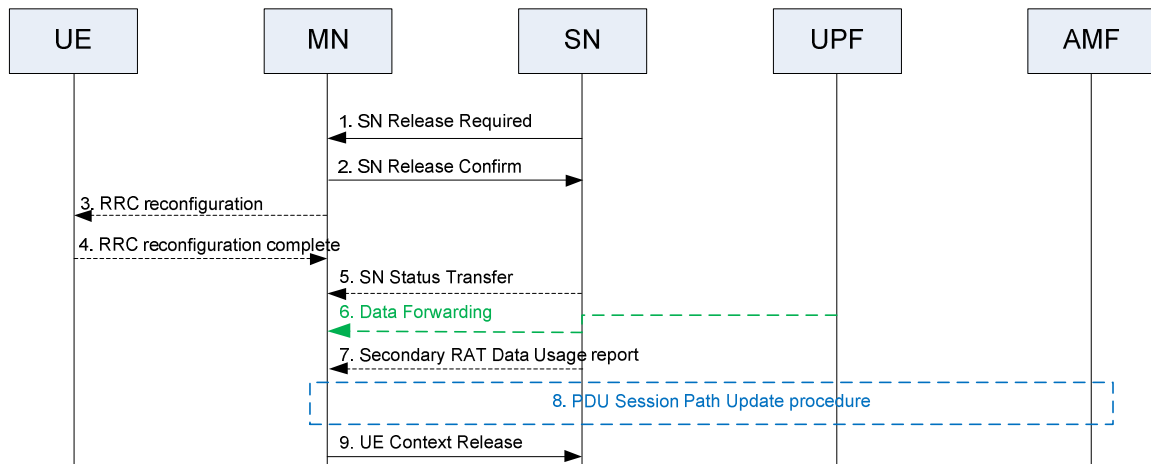 UE
MN
SN
UPF
AMF
1. SN Release Required
2. SN Release Confirm
3. RRC reconfiguration
4. RRC reconfiguration complete
5. SN Status Transfer
6. Data Forwarding
7. Secondary RAT Data Usage report
8. PDU Session Path Update procedure
9. UE Context Release